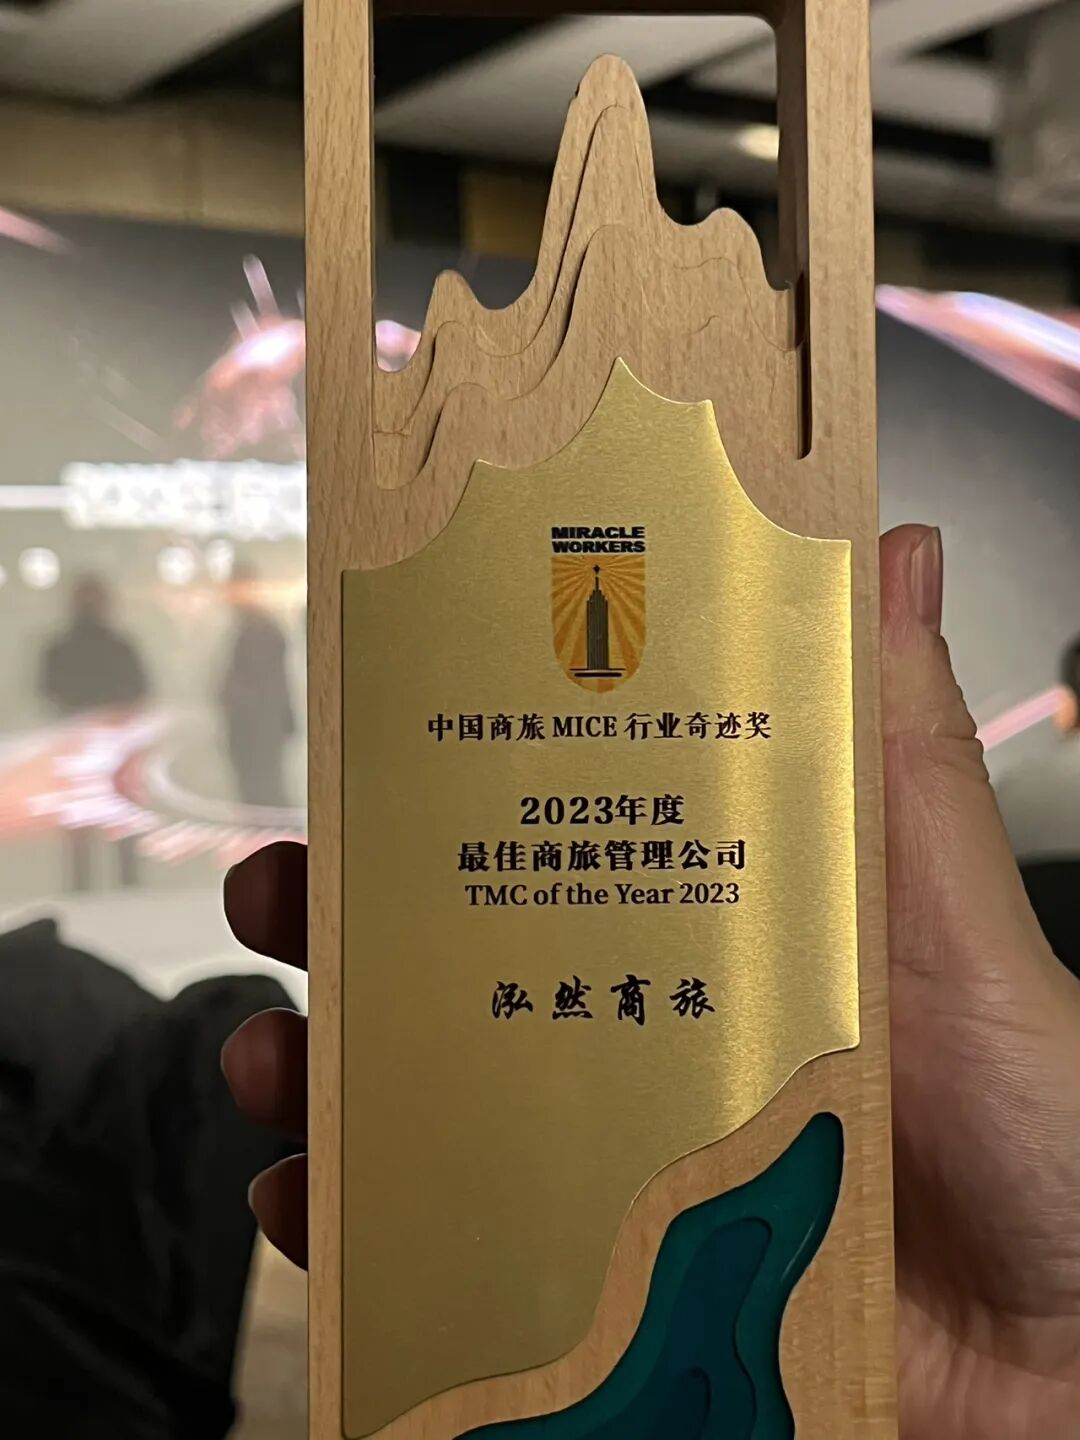 MIRACLE
WORKERS
中国商旅 MICE 行业奇迹奖
2023年度
最佳商旅管理公司
TMC of the Year 2023
泓然商旅